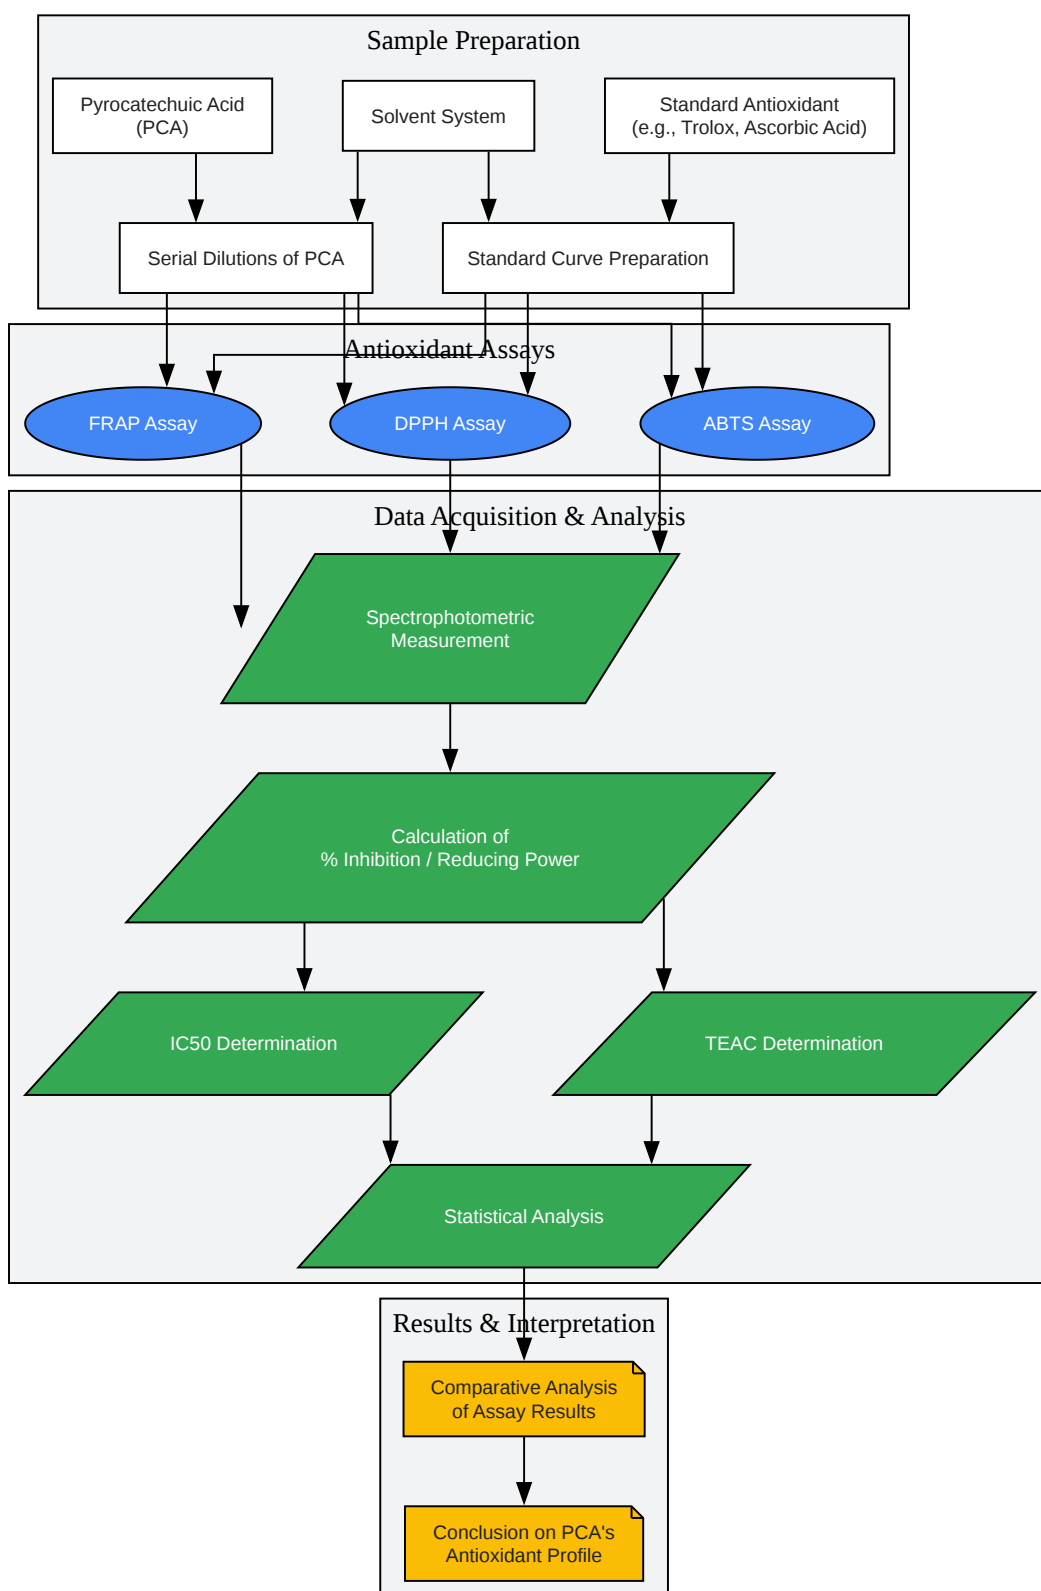 Sample Preparation
Pyrocatechuic Acid
(PCA)
Solvent System
Standard Antioxidant
(e.g., Trolox, Ascorbic Acid)
Serial Dilutions of PCA
Standard Curve Preparation
Antioxidant Assays
FRAP Assay
DPPH Assay
ABTS Assay
Data Acquisition & Analysis
Spectrophotometric
Measurement
Calculation of
% Inhibition / Reducing Power
IC50 Determination
TEAC Determination
Statistical Analysis
Results & Interpretation
Comparative Analysis
of Assay Results
Conclusion on PCA's
Antioxidant Profile